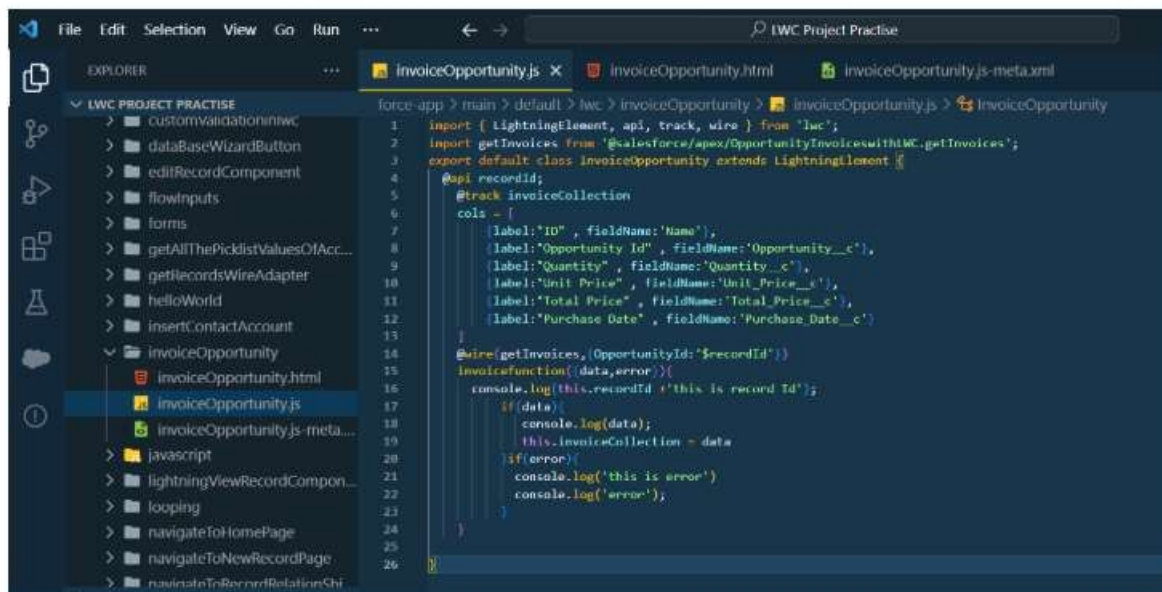 File Edit Selection View Go Run ... ← → LWC Project Practise
EXPLORER ...
LWC PROJECT PRACTISE
customvalidationinlwc
dataBaseWizardButton
editRecordComponent
flowInputs
forms
getAllThePicklistValuesOfAcc...
getRecordsWireAdapter
helloWorld
insertContactAccount
invoiceOpportunity
invoiceOpportunity.html
invoiceOpportunity.js
invoiceOpportunity.js-meta....
javascript
lightningViewRecordCompon...
looping
navigateToHomePage
navigateToNewRecordPage
navigateToRecordRelationShi
invoiceOpportunity.js × invoiceOpportunity.html invoiceOpportunity.js-meta.xml
force-app > main > default > lwc > invoiceOpportunity > invoiceOpportunity.js > InvoiceOpportunity
1 import { LightningElement, api, track, wire } from 'lwc';
2 import getInvoices from '@salesforce/apex/OpportunityInvoiceswithLWC.getInvoices';
3 export default class InvoiceOpportunity extends LightningElement {
4 @api recordId;
5 @track invoiceCollection
6 cols = [
7 {label:"ID" , fieldName:'Name'},
8 {label:"Opportunity Id" , fieldName:'Opportunity__c'},
9 {label:"Quantity" , fieldName:'Quantity__c'},
10 {label:"Unit Price" , fieldName:'Unit_Price__c'},
11 {label:"Total Price" , fieldName:'Total_Price__c'},
12 {label:"Purchase Date" , fieldName:'Purchase_Date__c'}
13 ]
14 @wire(getInvoices,{OpportunityId:'$recordId'})
15 invoicefunction({data,error}){
16 console.log(this.recordId +'this is record Id');
17 if(data){
18 console.log(data);
19 this.invoiceCollection = data
20 }if(error){
21 console.log('this is error')
22 console.log('error');
23 }
24 }
25
26 }